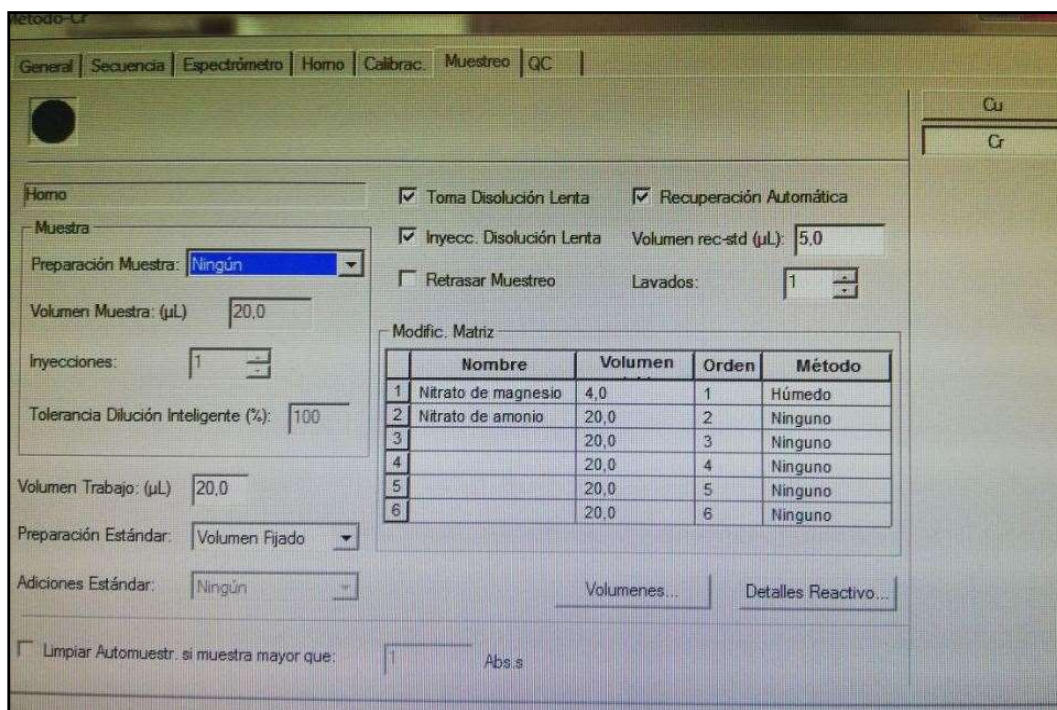 Método-Cr
General Secuencia Espectrómetro Horno Calibrac. Muestreo QC
Cu
Cr
Horno
Muestra
Preparación Muestra: Ningún
Volumen Muestra: (µL) 20,0
Inyecciones: 1
Tolerancia Dilución Inteligente (%): 100
Volumen Trabajo: (µL) 20,0
Preparación Estándar: Volumen Fijado
Adiciones Estándar: Ningún
Toma Disolución Lenta Recuperación Automática
Inyecc. Disolución Lenta Volumen rec-std (µL): 5,0
Retrasar Muestreo Lavados: 1
Modific. Matriz
Nombre Volumen Orden Método
1 Nitrato de magnesio 4,0 1 Húmedo
2 Nitrato de amonio 20,0 2 Ninguno
3 20,0 3 Ninguno
4 20,0 4 Ninguno
5 20,0 5 Ninguno
6 20,0 6 Ninguno
Volumenes... Detalles Reactivo...
Limpiar Automuestr. si muestra mayor que: 1 Abs.s